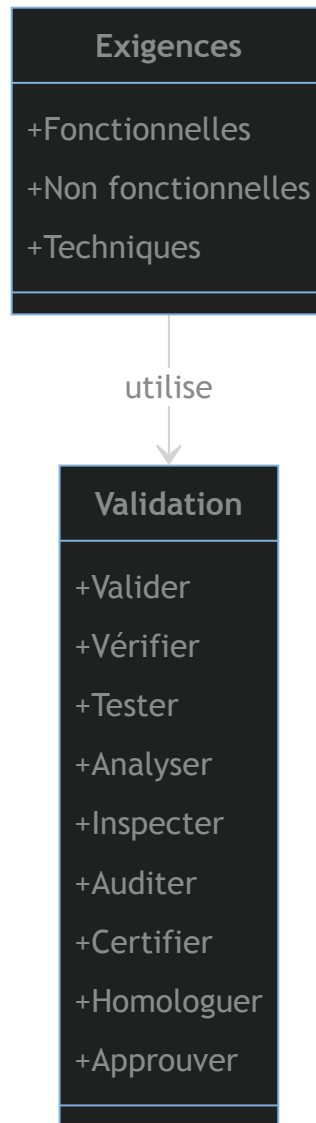 Exigences
+Fonctionnelles
+Non fonctionnelles
+Techniques
utilise
Validation
+Valider
+Vérifier
+Tester
+Analyser
+Inspecter
+Auditer
+Certifier
+Homologuer
+Approuver